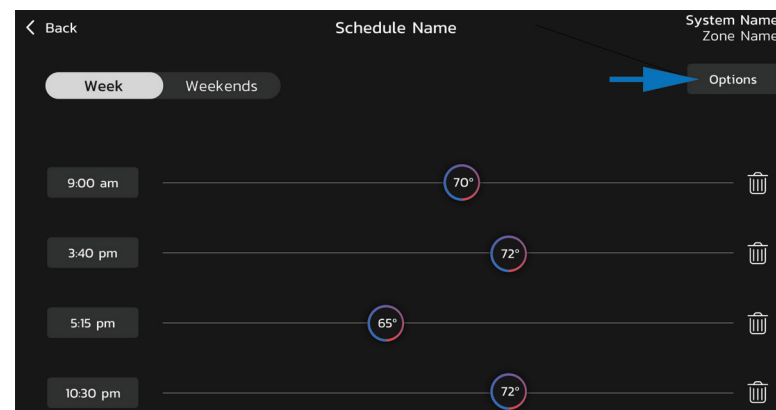 Back
Schedule Name
System Name
Zone Name
Week
Weekends
Options
9:00 am
70°
3:40 pm
72°
5:15 pm
65°
10:30 pm
72°